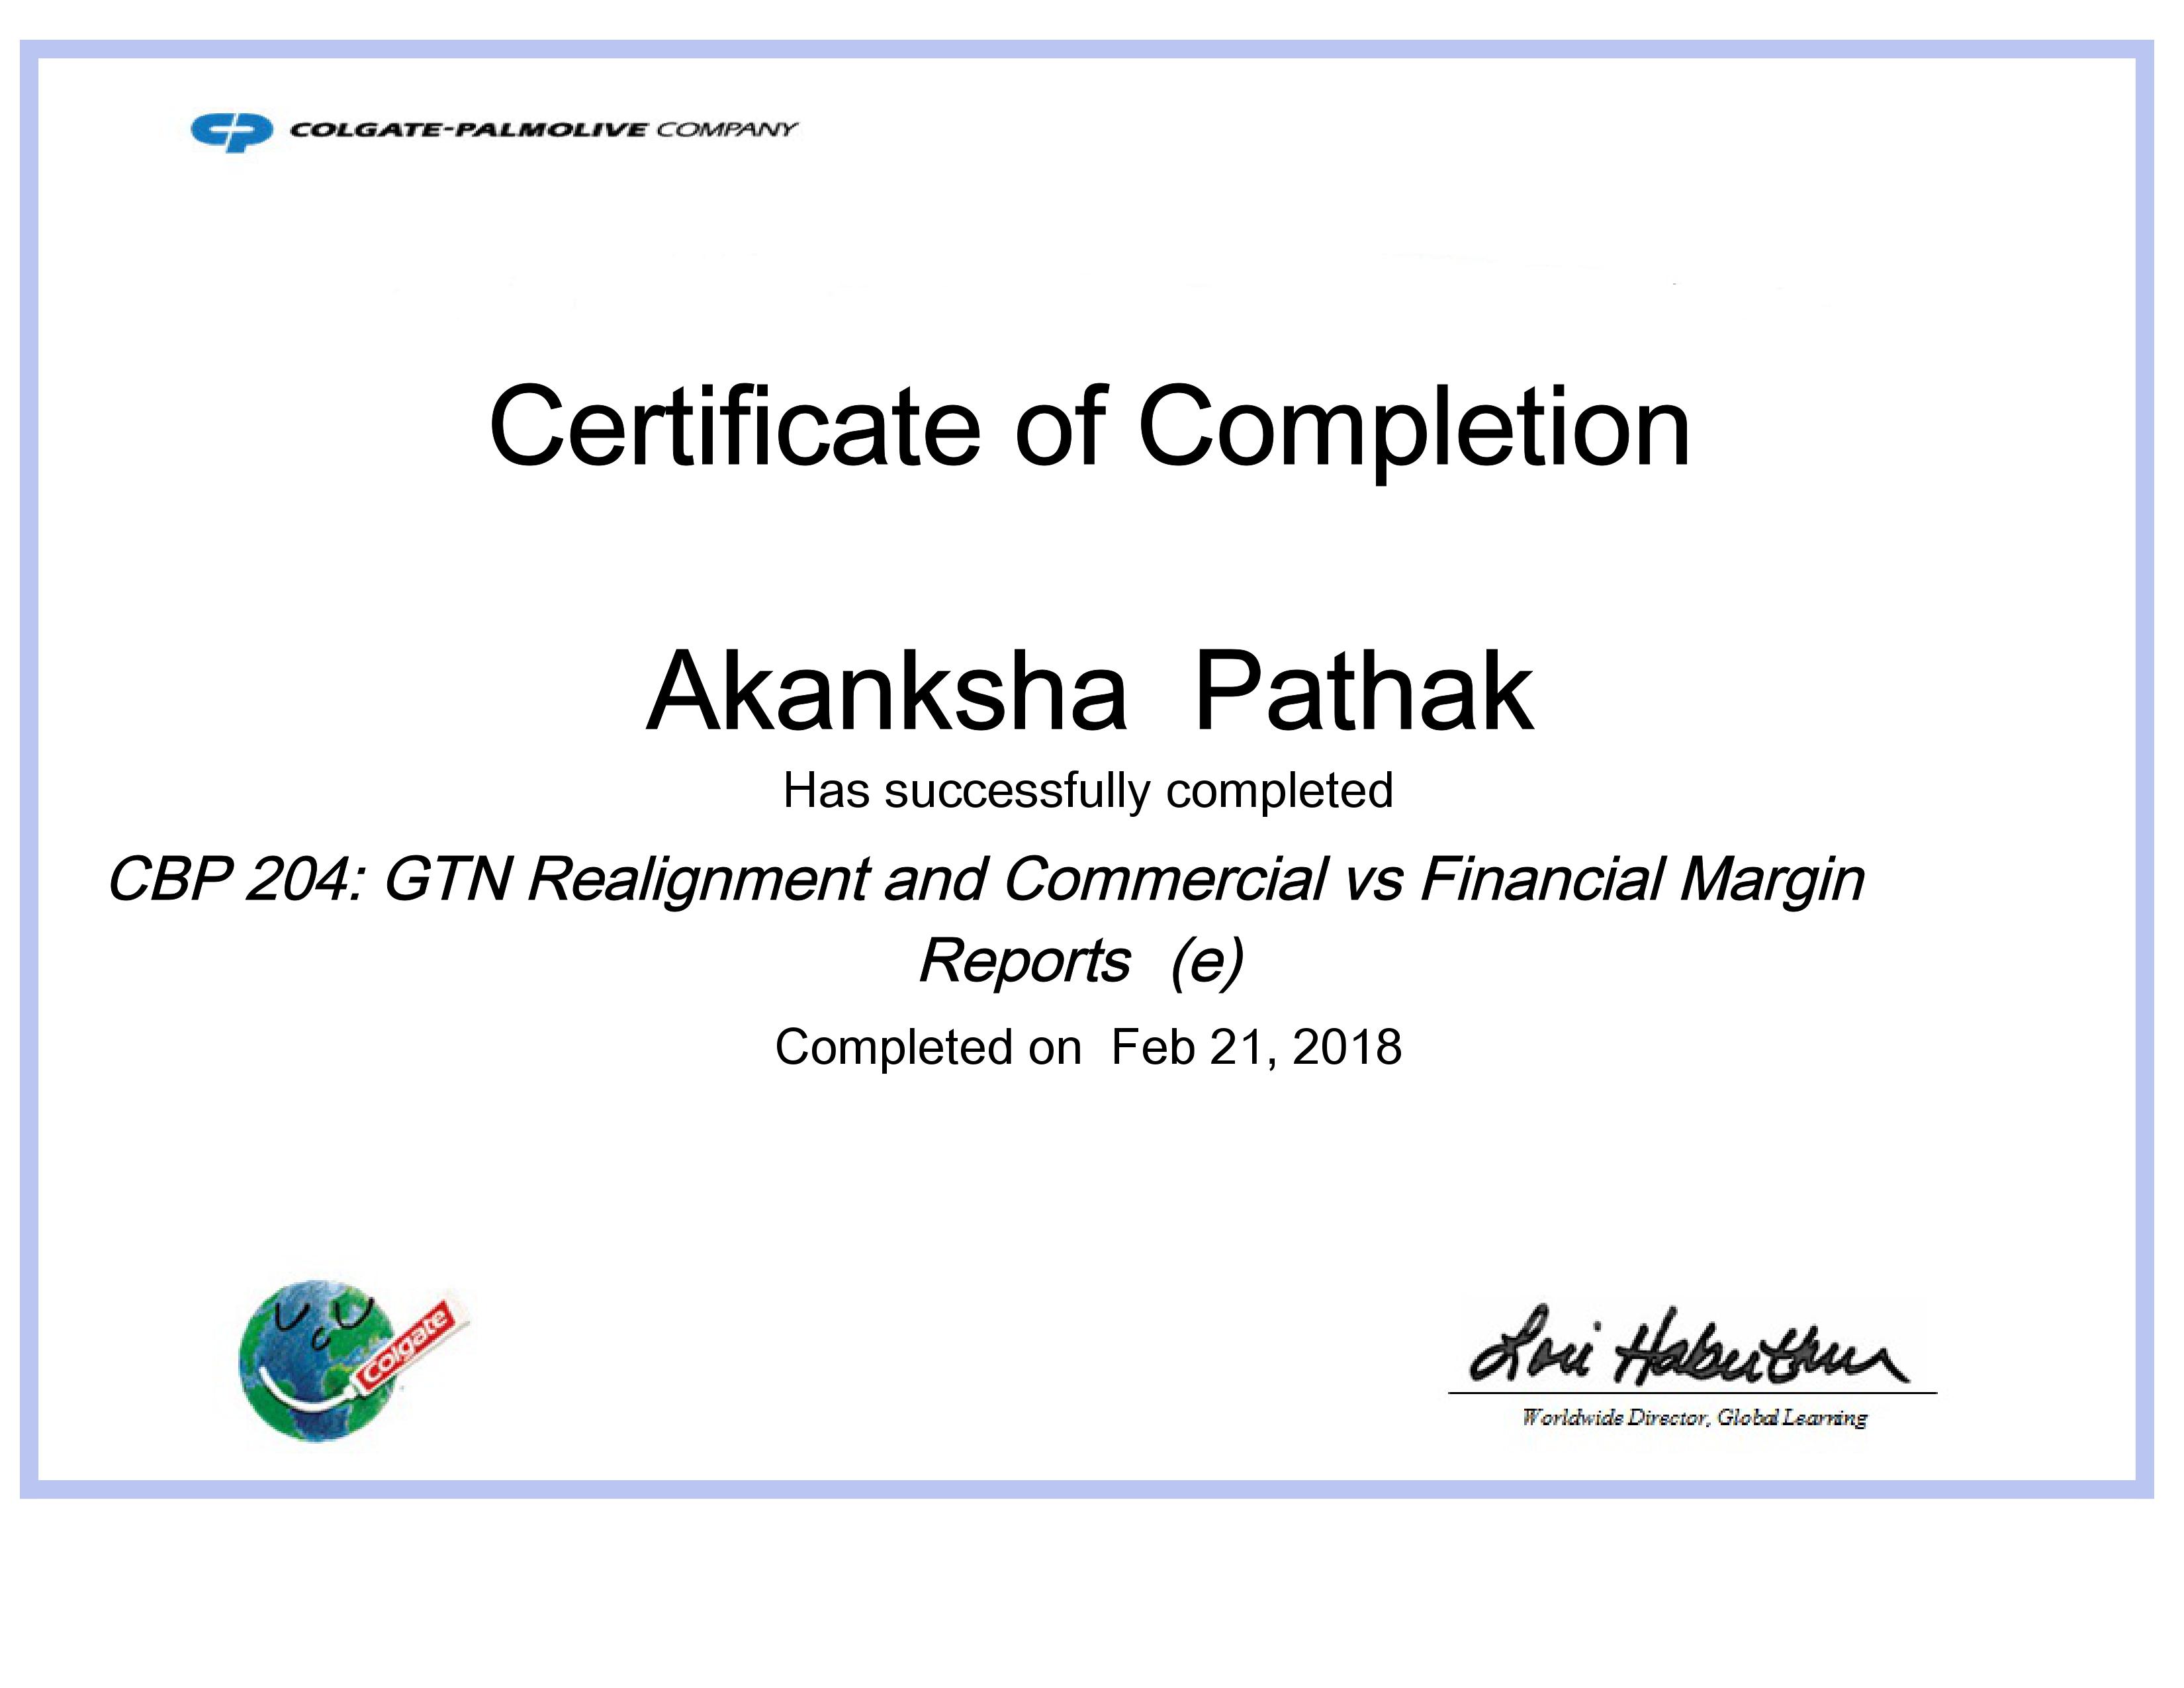 COLGATE-PALMOLIVE COMPANY
Certificate of Completion
Akanksha Pathak
Has successfully completed
CBP 204: GTN Realignment and Commercial vs Financial Margin
Reports (e)
Completed on Feb 21, 2018
Colgate
Lori
Worldwide Director, Global Learning